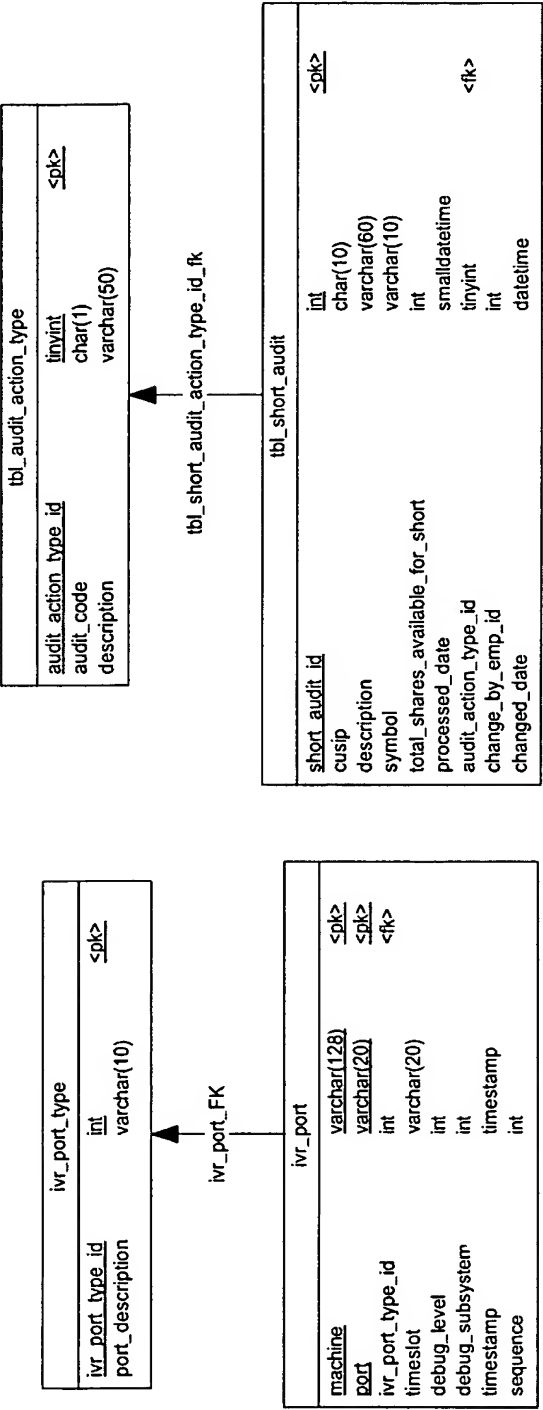 ivr_port_type
ivr_port_type_id int <pk>
port_description varchar(10)
ivr_port_FK
ivr_port
machine varchar(128) <pk>
port varchar(20) <pk>
ivr_port_type_id int <fk>
timeslot varchar(20)
debug_level int
debug_subsystem int
timestamp timestamp
sequence int
tbl_audit_action_type
audit_action_type_id tinyint <pk>
audit_code char(1)
description varchar(50)
tbl_short_audit_action_type_id_fk
tbl_short_audit
short_audit_id int <pk>
cusip char(10)
description varchar(60)
symbol varchar(10)
total_shares_available_for_short int
processed_date smalldatetime
audit_action_type_id tinyint <fk>
change_by_emp_id int
changed_date datetime